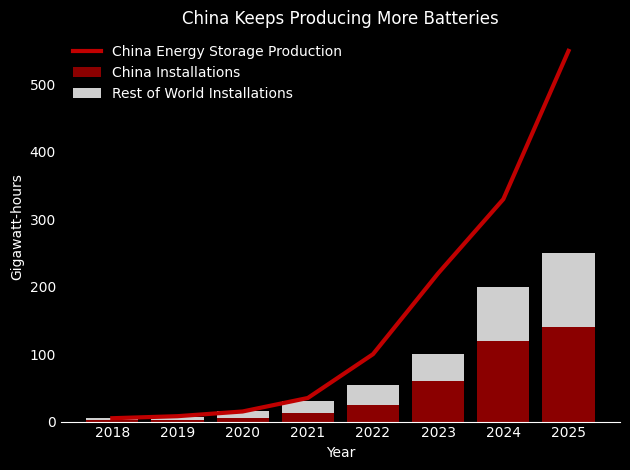 China Keeps Producing More Batteries
China Energy Storage Production
China Installations
Rest of World Installations
Gigawatt-hours
500
400
300
200
100
0
2018 2019 2020 2021 2022 2023 2024 2025
Year